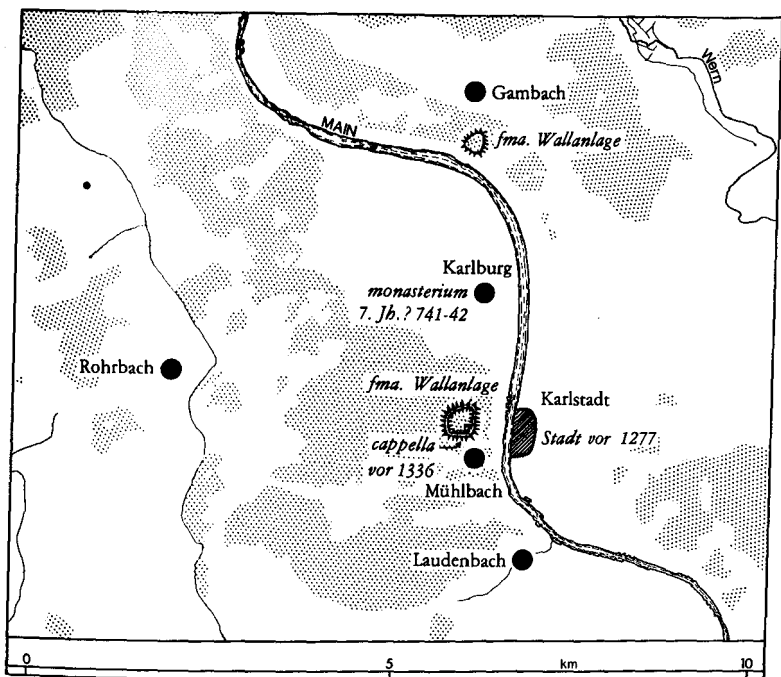 Wern
Gambach
MAIN
fma. Wallanlage
Karlburg
monasterium
7. Jh.? 741-42
Rohrbach
fma. Wallanlage
Karlstadt
Stadt vor 1277
cappella
vor 1336
Mühlbach
Laudenbach
0 5 km 10